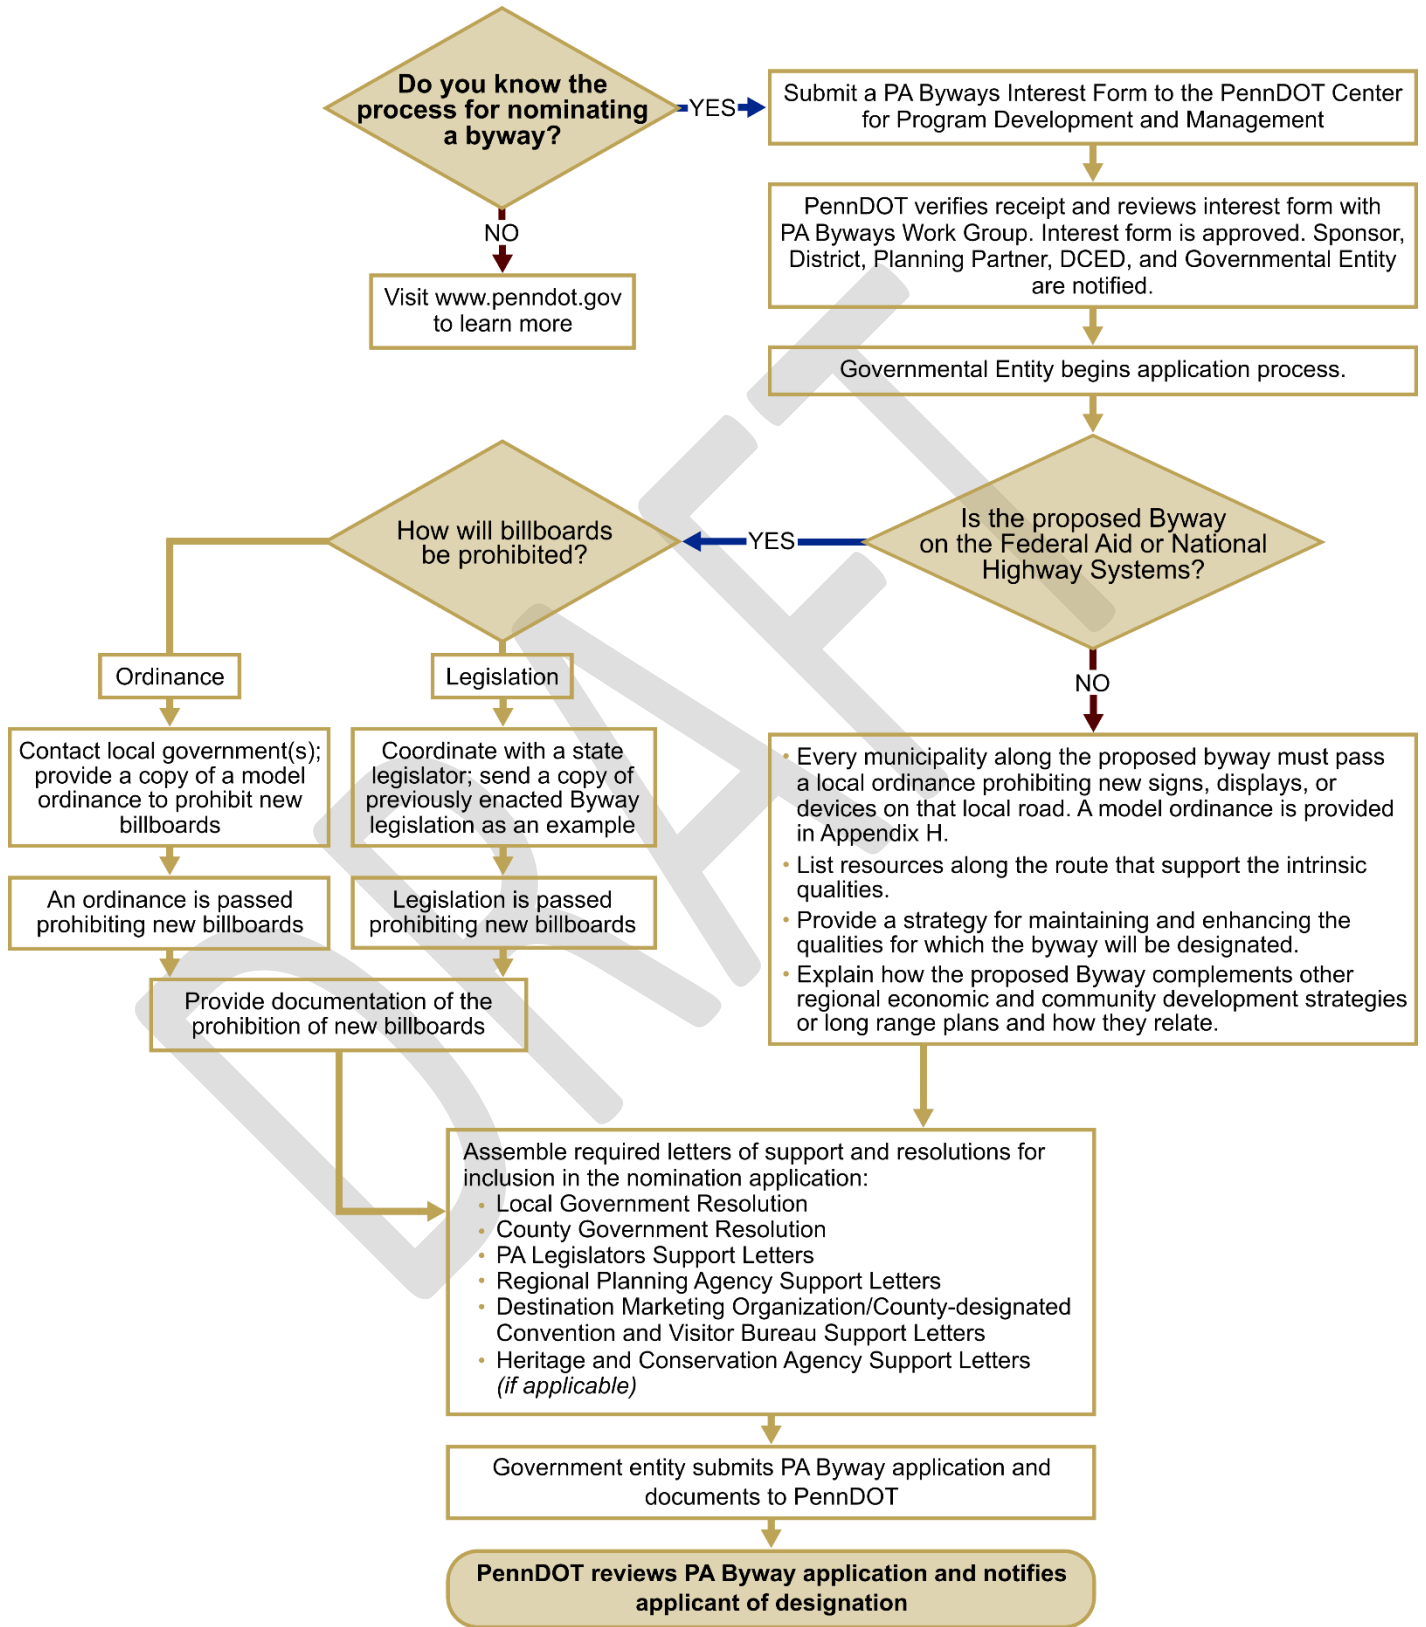 Do you know the
process for nominating
a byway?
YES
Submit a PA Byways Interest Form to the PennDOT Center
for Program Development and Management
NO
Visit www.penndot.gov
to learn more
PennDOT verifies receipt and reviews interest form with
PA Byways Work Group. Interest form is approved. Sponsor,
District, Planning Partner, DCED, and Governmental Entity
are notified.
Governmental Entity begins application process.
Is the proposed Byway
on the Federal Aid or National
Highway Systems?
YES
How will billboards
be prohibited?
Ordinance
Contact local government(s);
provide a copy of a model
ordinance to prohibit new
billboards
An ordinance is passed
prohibiting new billboards
Legislation
Coordinate with a state
legislator; send a copy of
previously enacted Byway
legislation as an example
Legislation is passed
prohibiting new billboards
Provide documentation of the
prohibition of new billboards
NO
• Every municipality along the proposed byway must pass
a local ordinance prohibiting new signs, displays, or
devices on that local road. A model ordinance is provided
in Appendix H.
• List resources along the route that support the intrinsic
qualities.
• Provide a strategy for maintaining and enhancing the
qualities for which the byway will be designated.
• Explain how the proposed Byway complements other
regional economic and community development strategies
or long range plans and how they relate.
Assemble required letters of support and resolutions for
inclusion in the nomination application:
• Local Government Resolution
• County Government Resolution
• PA Legislators Support Letters
• Regional Planning Agency Support Letters
• Destination Marketing Organization/County-designated
Convention and Visitor Bureau Support Letters
• Heritage and Conservation Agency Support Letters
(if applicable)
Government entity submits PA Byway application and
documents to PennDOT
PennDOT reviews PA Byway application and notifies
applicant of designation
DRAFT